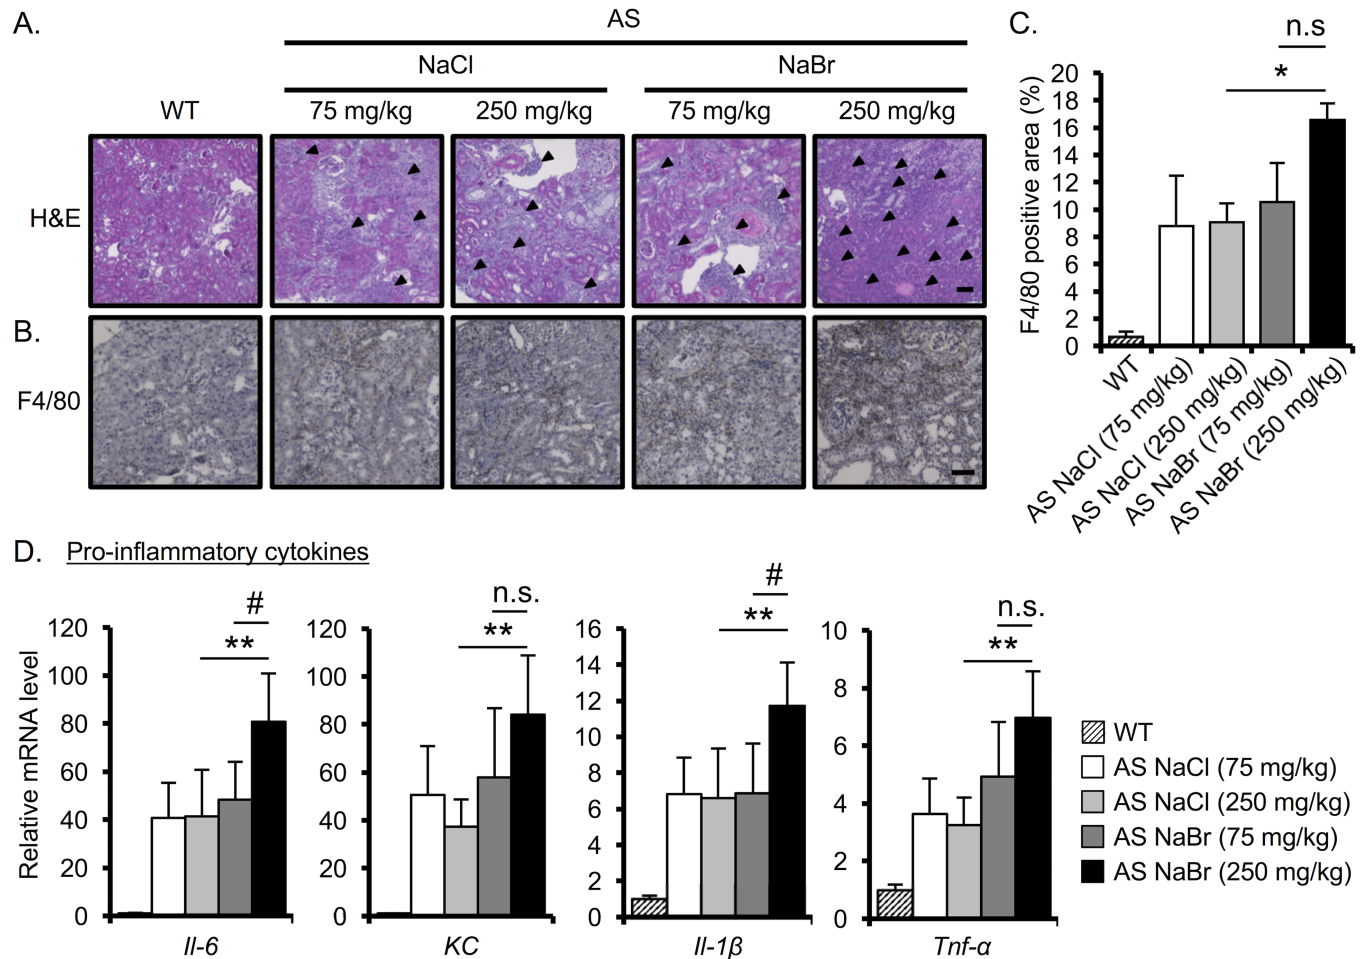 A.
AS
NaCl
NaBr
WT
75 mg/kg
250 mg/kg
75 mg/kg
250 mg/kg
H&E
B.
F4/80
C.
n.s
*
F4/80 positive area (%)
20
18
16
14
12
10
8
6
4
2
0
WT
AS NaCl (75 mg/kg)
AS NaCl (250 mg/kg)
AS NaBr (75 mg/kg)
AS NaBr (250 mg/kg)
D. Pro-inflammatory cytokines
Relative mRNA level
#
**
120
100
80
60
40
20
0
Il-6
n.s.
**
120
100
80
60
40
20
0
KC
#
**
16
14
12
10
8
6
4
2
0
Il-1β
n.s.
**
10
8
6
4
2
0
Tnf-α
WT
AS NaCl (75 mg/kg)
AS NaCl (250 mg/kg)
AS NaBr (75 mg/kg)
AS NaBr (250 mg/kg)